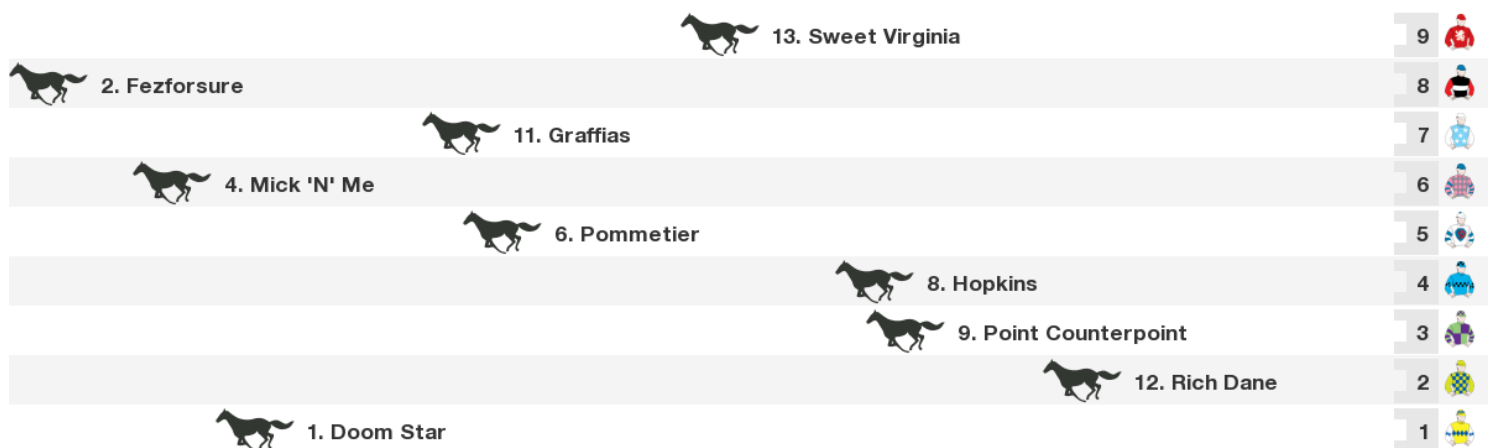 13. Sweet Virginia 9
2. Fezforsure 8
11. Graffias 7
4. Mick 'N' Me 6
6. Pommetier 5
8. Hopkins 4
9. Point Counterpoint 3
12. Rich Dane 2
1. Doom Star 1